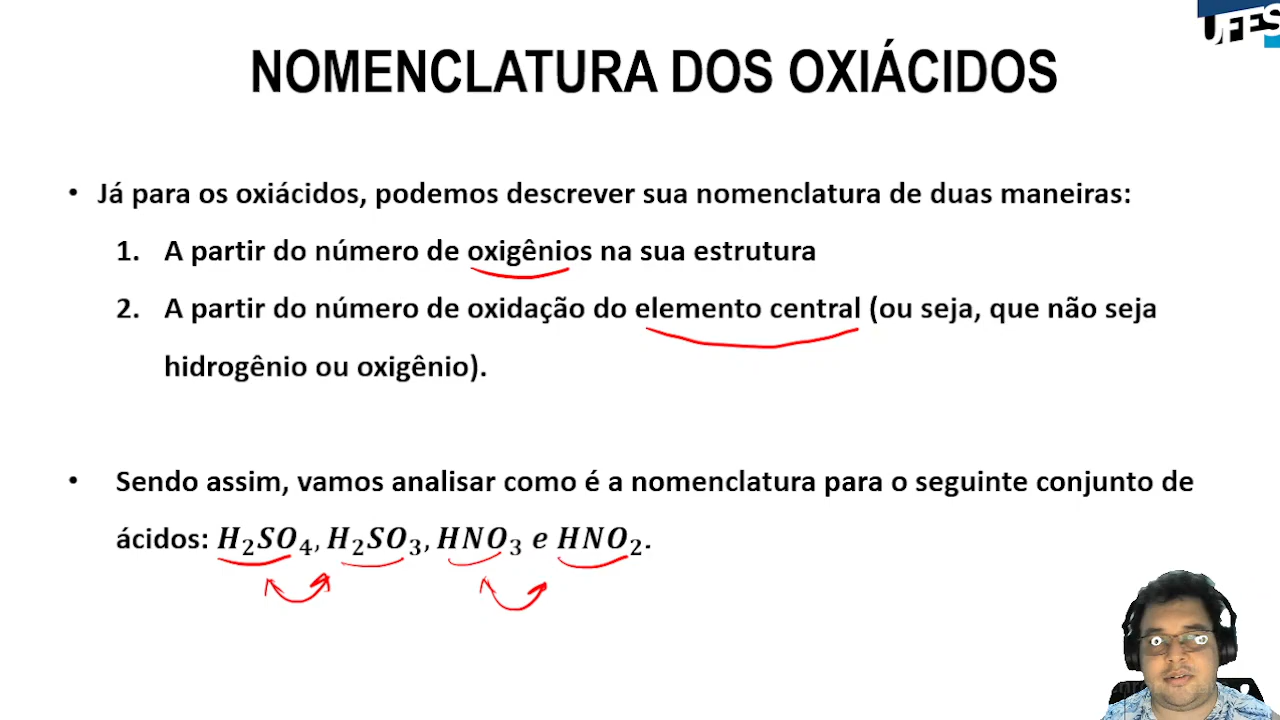 UFES
NOMENCLATURA DOS OXIÁCIDOS
• Já para os oxiácidos, podemos descrever sua nomenclatura de duas maneiras:
1. A partir do número de oxigênios na sua estrutura
2. A partir do número de oxidação do elemento central (ou seja, que não seja
hidrogênio ou oxigênio).
• Sendo assim, vamos analisar como é a nomenclatura para o seguinte conjunto de
ácidos: H₂SO₄, H₂SO₃, HNO₃ e HNO₂.